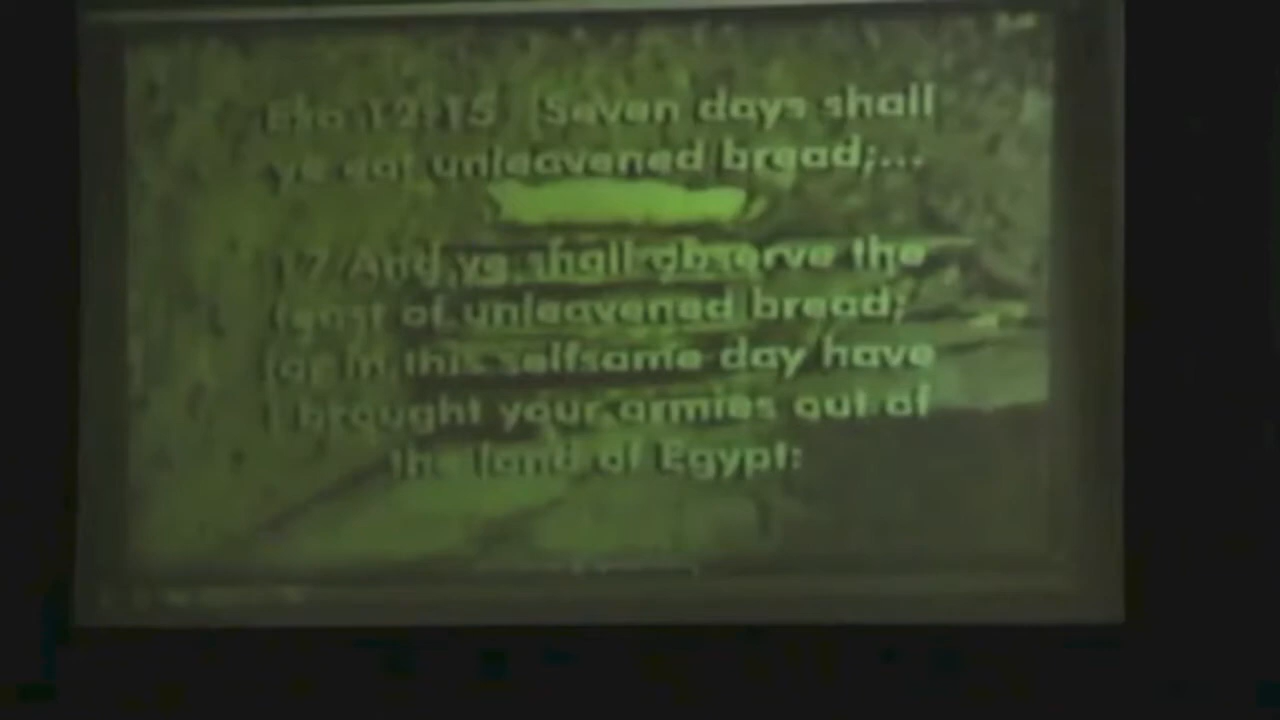 Exo 12:15 (Seven days shall
ye eat unleavened bread;...
17 And ye shall observe the
feast of unleavened bread;
for in this selfsame day have
I brought your armies out of
the land of Egypt: